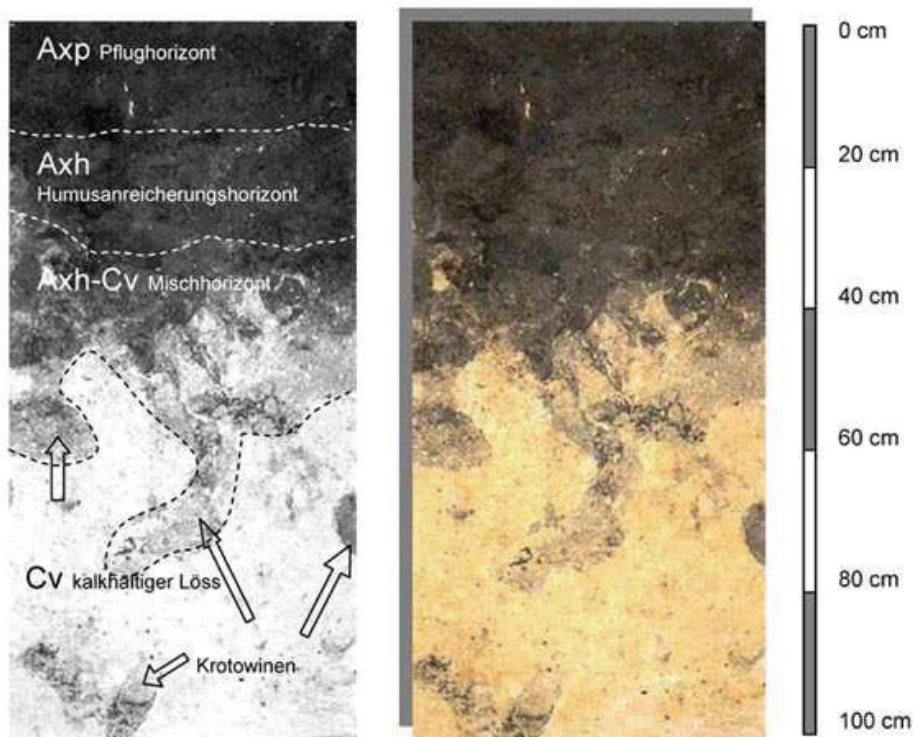 Axp Pflughorizont
Axh
Humusanreicherungshorizont
Axh-Cv Mischhorizont
Cv kalkhaltiger Löss
Krotowinen
0 cm
20 cm
40 cm
60 cm
80 cm
100 cm